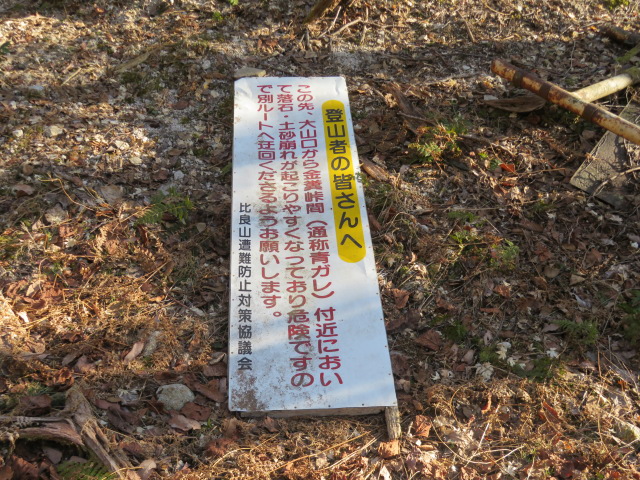 登山者の皆さんへ
この先、大山口から金糞峠間（通称青ガレ）付近におい
て落石・土砂崩れが起こりやすくなっており危険ですの
で別ルートへ迂回くださるようお願いします。
比良山遭難防止対策協議会